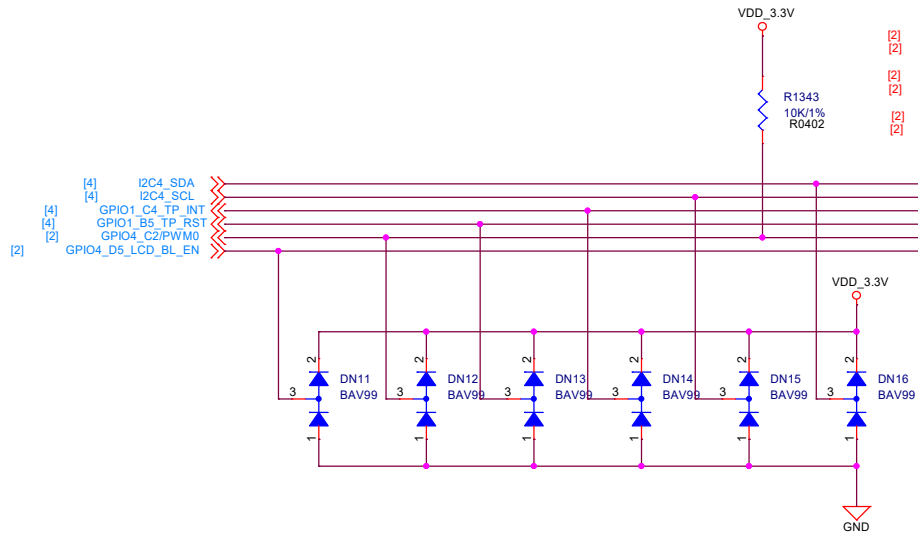 VDD_3.3V
[2]
[2]
[2]
[2]
[2]
[2]
R1343
10K/1%
R0402
[4] I2C4_SDA
[4] I2C4_SCL
[4] GPIO1_C4_TP_INT
[4] GPIO1_B5_TP_RST
[2] GPIO4_C2/PWM0
[2] GPIO4_D5_LCD_BL_EN
VDD_3.3V
2 2 2 2 2 2
DN11 DN12 DN13 DN14 DN15 DN16
3 3 3 3 3 3
BAV99 BAV99 BAV99 BAV99 BAV99 BAV99
1 1 1 1 1 1
GND